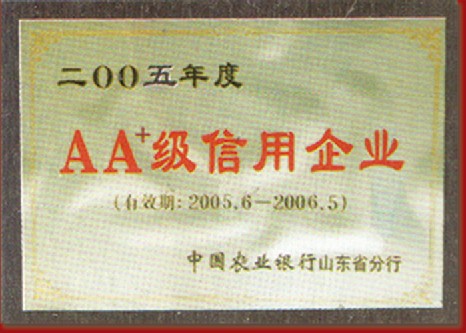 二00五年度
AA+级信用企业
(有效期:2005.6—2006.5)
中国农业银行山东省分行